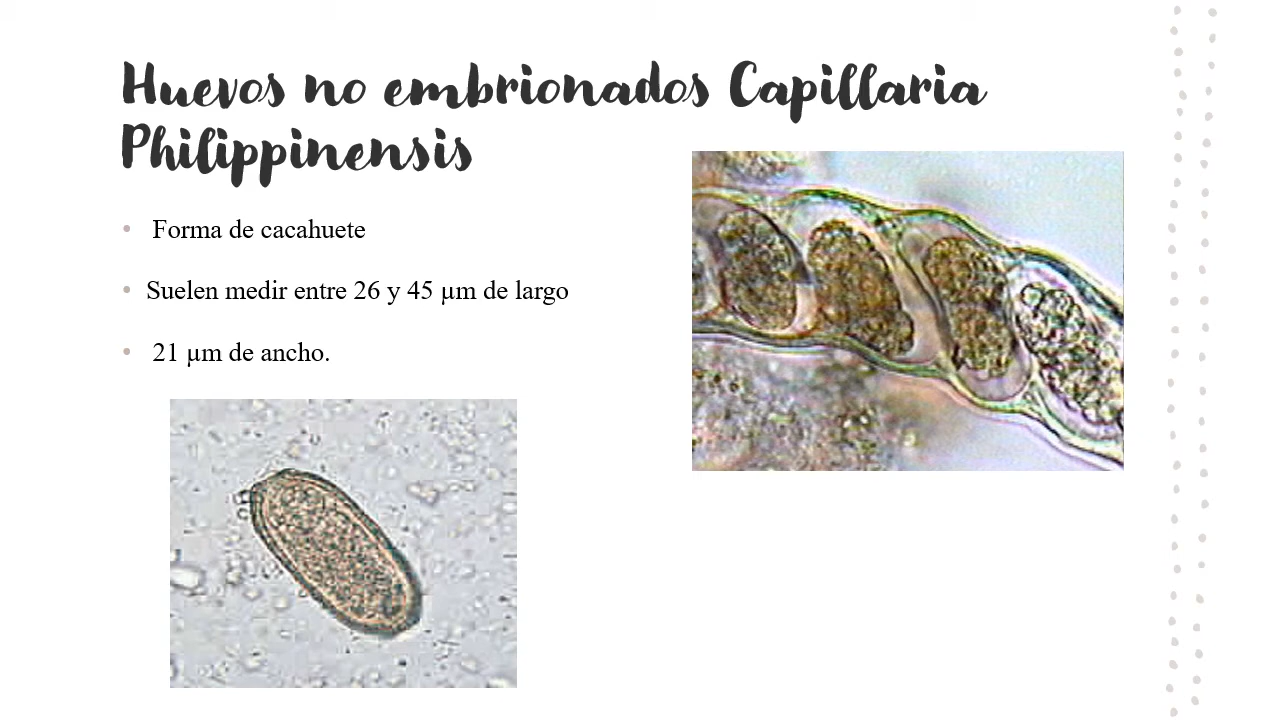 Huevos no embrionados Capillaria
Philippinensis
• Forma de cacahuete
• Suelen medir entre 26 y 45 µm de largo
• 21 µm de ancho.